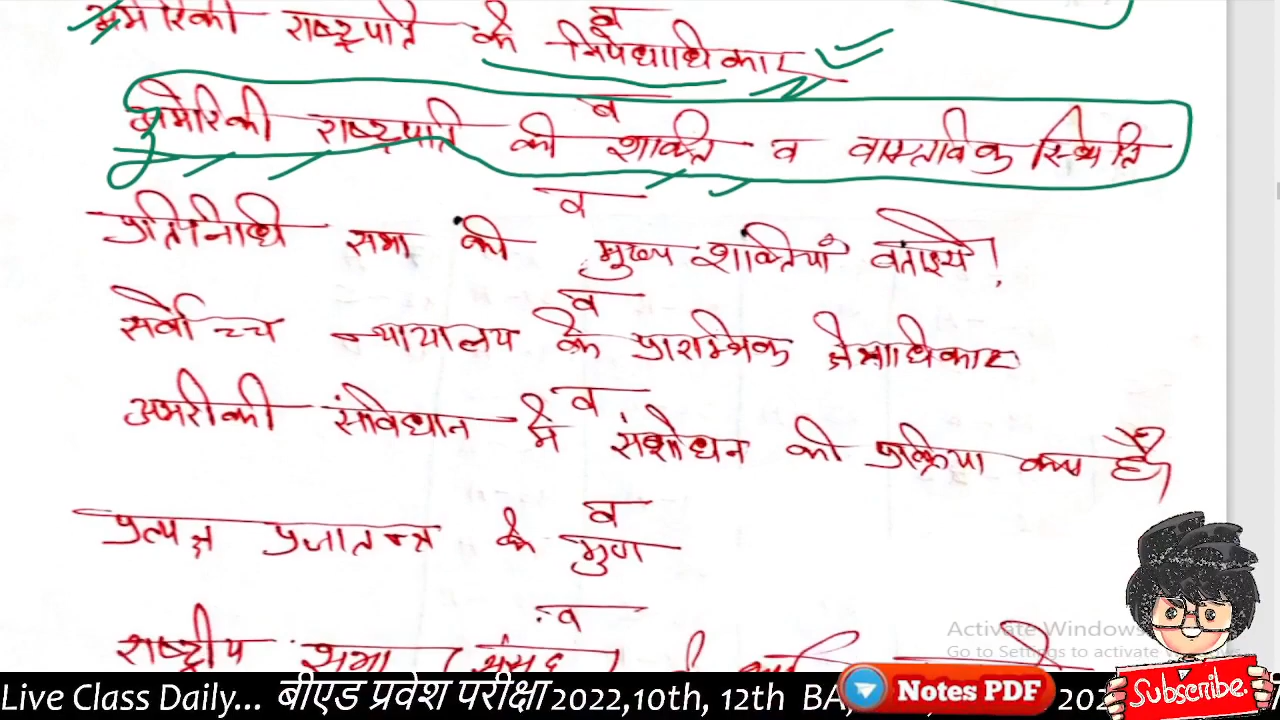 अमेरिकी राष्ट्रपति के निषेधाधिकार
व
अमेरिकी राष्ट्रपति की शक्ति व वास्तविक स्थिति
व
प्रतिनिधि सभा की मुख्य शक्तियाँ बताइये।
व
सर्वोच्च न्यायालय के प्रारम्भिक क्षेत्राधिकार
व
अमरीकी संविधान में संशोधन की प्रक्रिया क्या है।
व
प्रत्यक्ष प्रजातन्त्र के गुण
व
राष्ट्रीय सभा (संसद)
Activate Windows
Go to Settings to activate
Live Class Daily... बीएड प्रवेश परीक्षा 2022,10th, 12th BA,
Notes PDF
Subscribe.